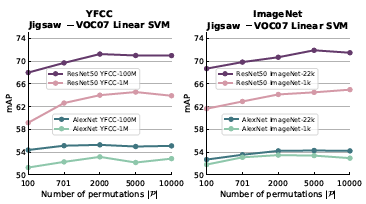 YFCC
Jigsaw – VOC07 Linear SVM
74
70
66
62
58
54
50
mAP
ResNet50 YFCC-100M
ResNet50 YFCC-1M
AlexNet YFCC-100M
AlexNet YFCC-1M
100 701 2000 5000 10000
Number of permutations |P|
ImageNet
Jigsaw – VOC07 Linear SVM
74
70
66
62
58
54
50
mAP
ResNet50 ImageNet-22k
ResNet50 ImageNet-1k
AlexNet ImageNet-22k
AlexNet ImageNet-1k
100 701 2000 5000 10000
Number of permutations |P|